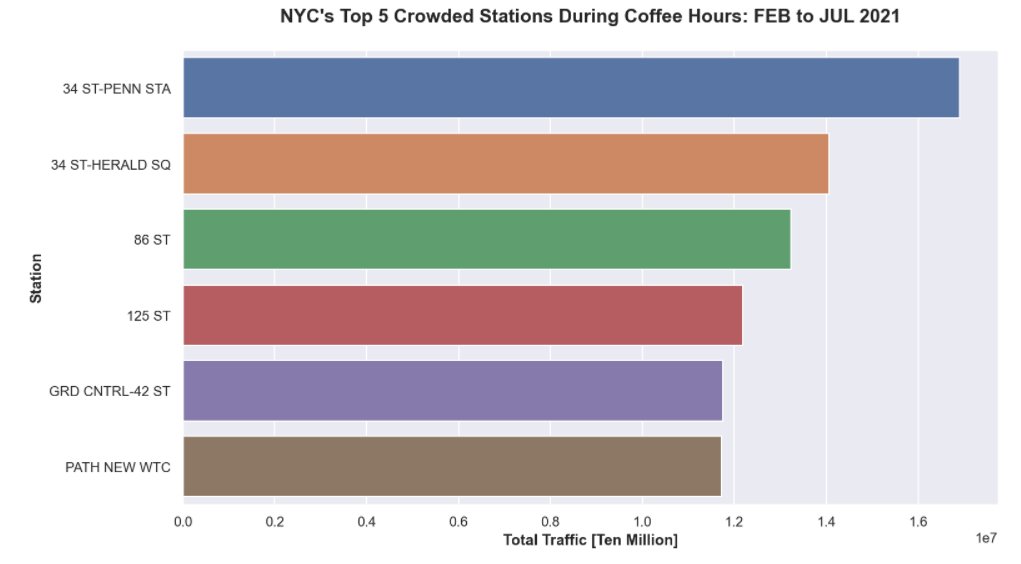 NYC's Top 5 Crowded Stations During Coffee Hours: FEB to JUL 2021
34 ST-PENN STA
34 ST-HERALD SQ
86 ST
125 ST
GRD CNTRL-42 ST
PATH NEW WTC
Station
0.0 0.2 0.4 0.6 0.8 1.0 1.2 1.4 1.6
1e7
Total Traffic [Ten Million]